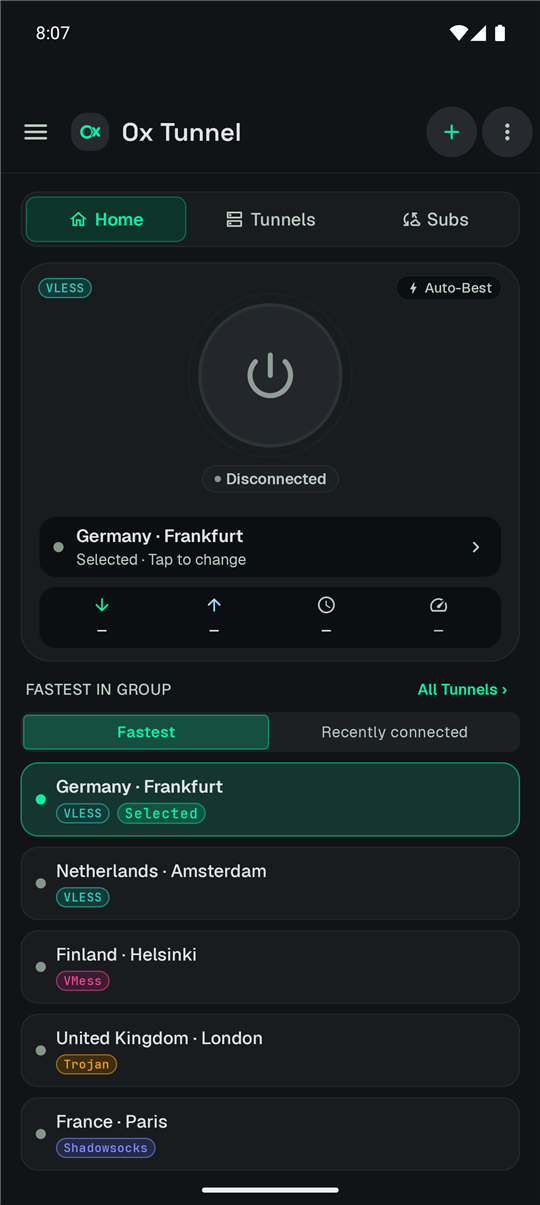 8:07
0x Tunnel
Home
Tunnels
Subs
VLESS
Auto-Best
Disconnected
Germany · Frankfurt
Selected · Tap to change
–
–
–
–
FASTEST IN GROUP
All Tunnels ›
Fastest
Recently connected
Germany · Frankfurt
VLESS
Selected
Netherlands · Amsterdam
VLESS
Finland · Helsinki
VMess
United Kingdom · London
Trojan
France · Paris
Shadowsocks